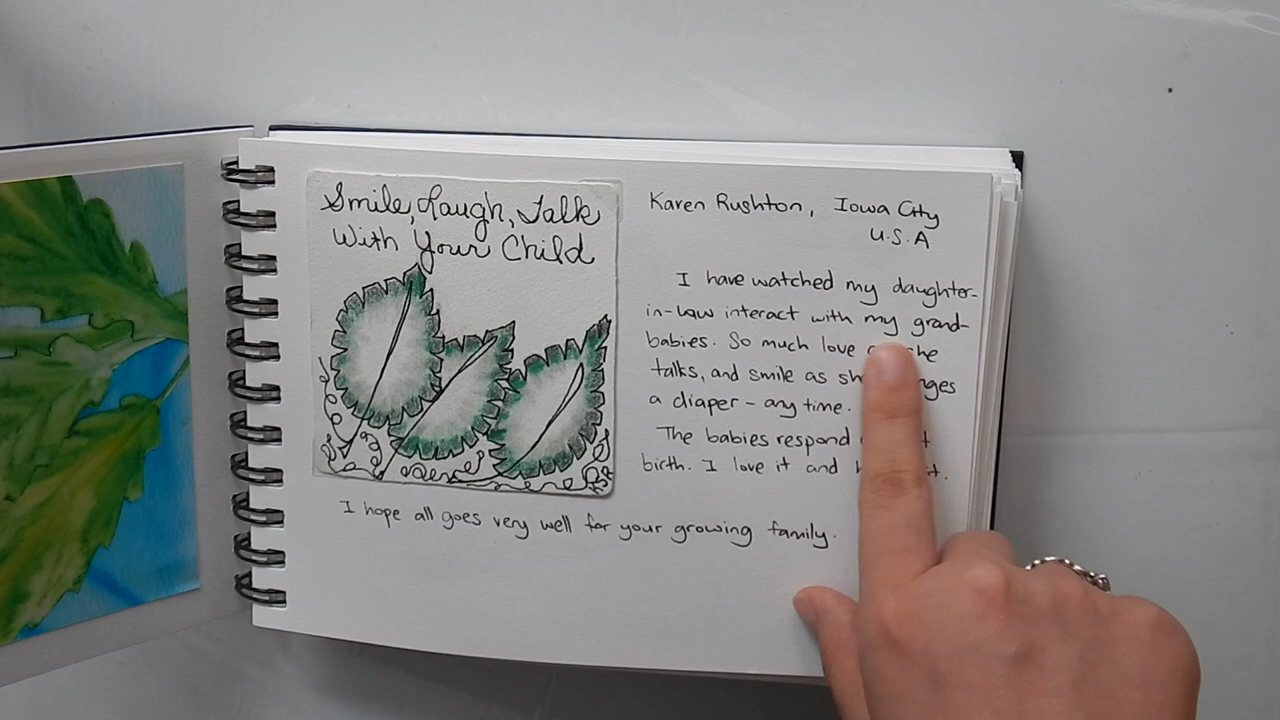 Smile, Laugh, Talk
With Your Child
Karen Rushton, Iowa City
U.S.A
I have watched my daughter-
in-law interact with my grand-
babies. So much love she
talks, and smile as
a diaper - any time.
The babies respond
birth. I love it and
I hope all goes very well for your growing family.